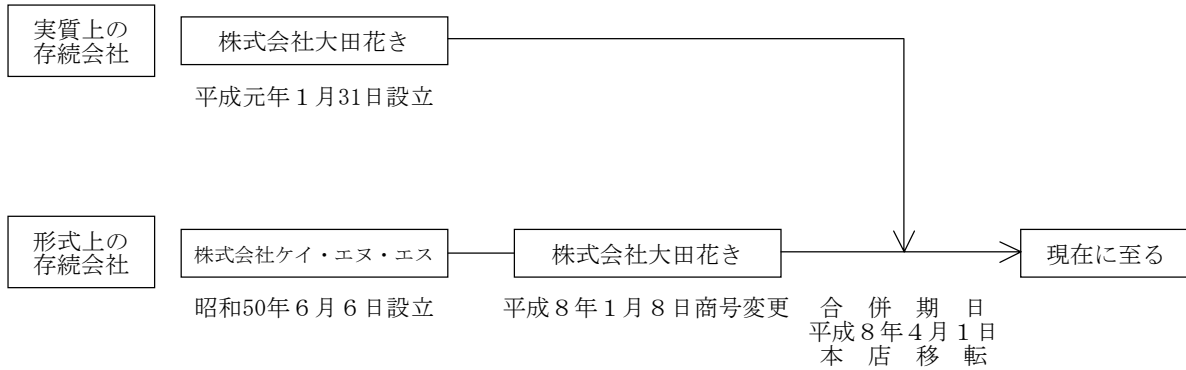 実質上の
存続会社
株式会社大田花き
平成元年１月31日設立
形式上の
存続会社
株式会社ケイ・エヌ・エス
株式会社大田花き
現在に至る
昭和50年６月６日設立
平成８年１月８日商号変更
合併期日
平成８年４月１日
本店移転